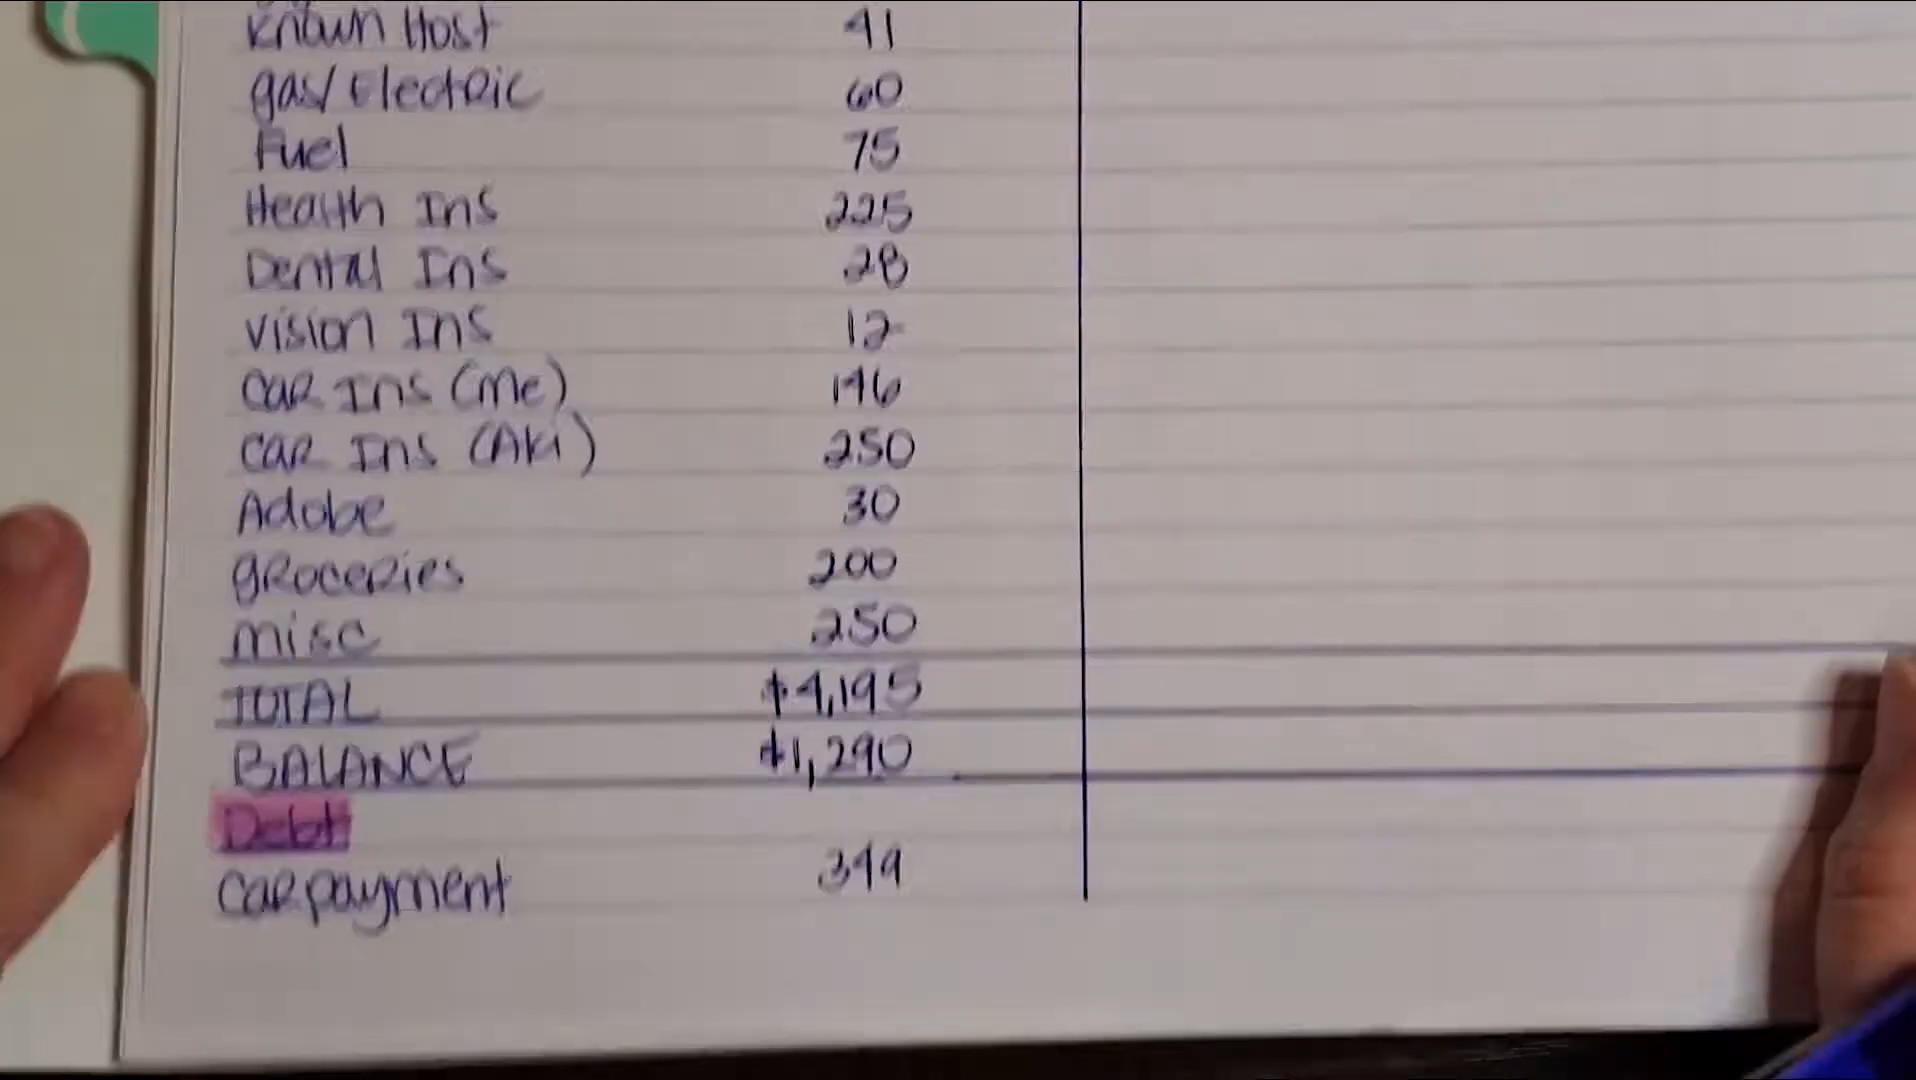 Known Host 41
gas/Electric 60
Fuel 75
Health Ins 225
Dental Ins 28
Vision Ins 12
Car Ins (Me) 146
Car Ins (Aki) 250
Adobe 30
groceries 200
misc 250
TOTAL $4,195
BALANCE $1,290
Debt
car payment 349